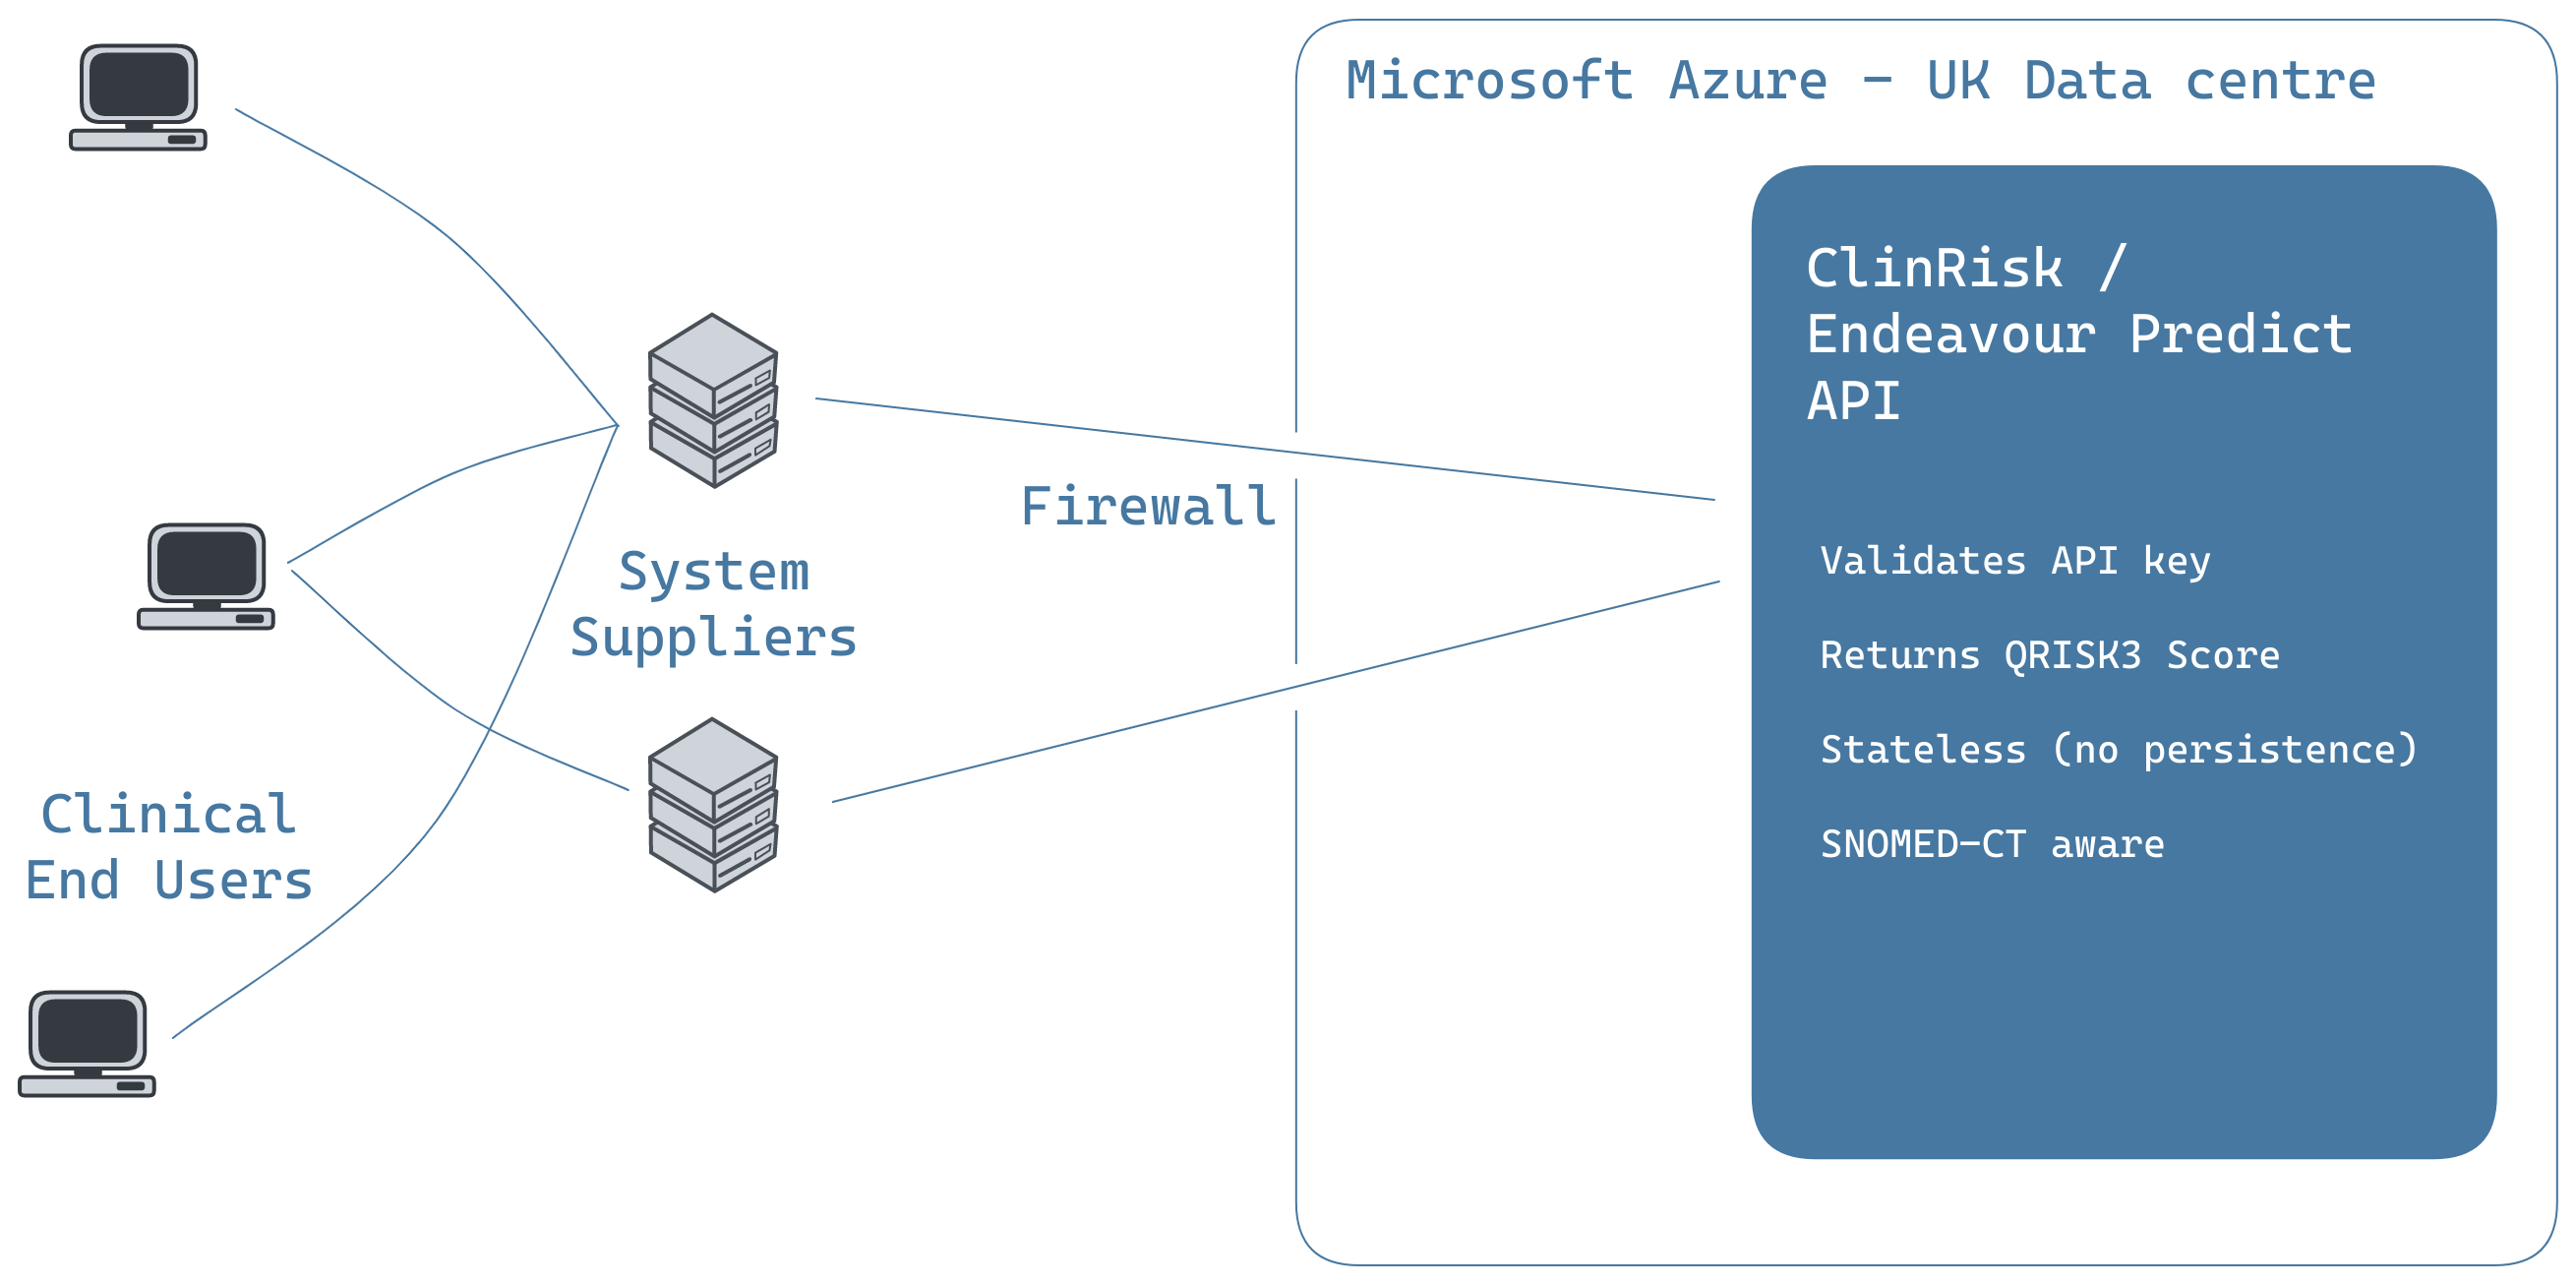 Microsoft Azure – UK Data centre
ClinRisk /
Endeavour Predict
API
Firewall
System
Suppliers
Validates API key
Returns QRISK3 Score
Stateless (no persistence)
SNOMED–CT aware
Clinical
End Users